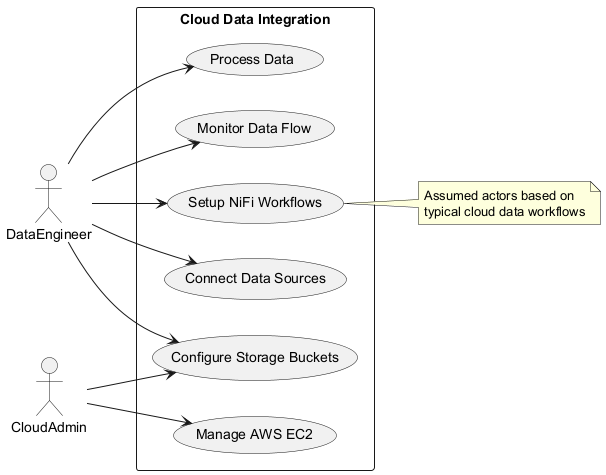 Cloud Data Integration
Process Data
Monitor Data Flow
Setup NiFi Workflows
Assumed actors based on
typical cloud data workflows
DataEngineer
Connect Data Sources
Configure Storage Buckets
CloudAdmin
Manage AWS EC2